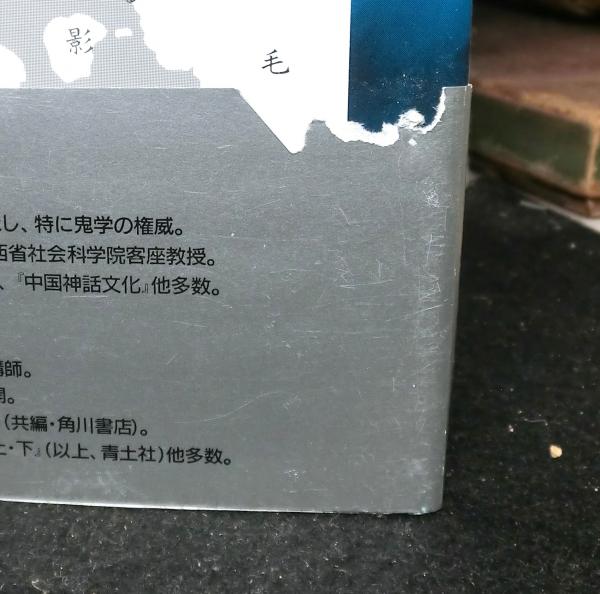 影
毛
し、特に鬼学の権威。
西省社会科学院客座教授。
、『中国神話文化』他多数。
講師。
(共編・角川書店)。
上・下』(以上、青土社)他多数。